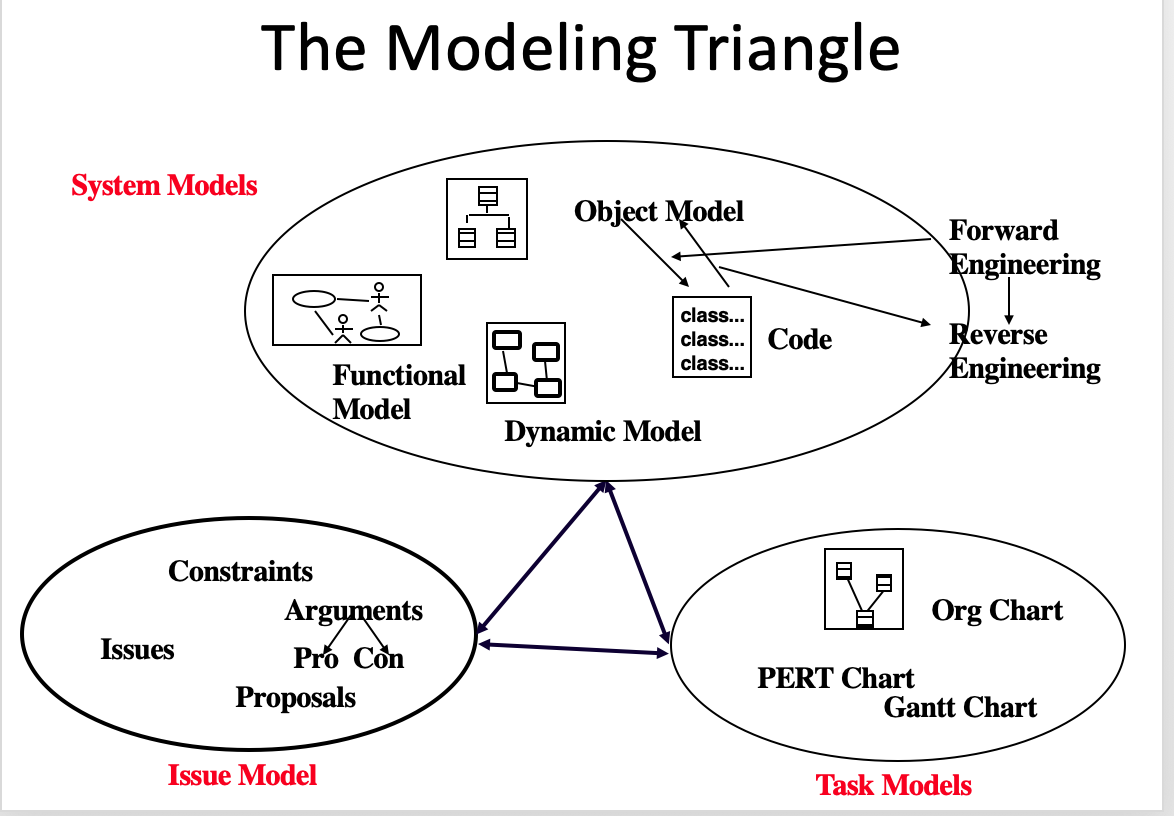 The Modeling Triangle
System Models
Object Model
Forward
Engineering
class...
class...
class...
Code
Reverse
Engineering
Functional
Model
Dynamic Model
Constraints
Arguments
Issues
Pro Con
Proposals
Issue Model
Org Chart
PERT Chart
Gantt Chart
Task Models